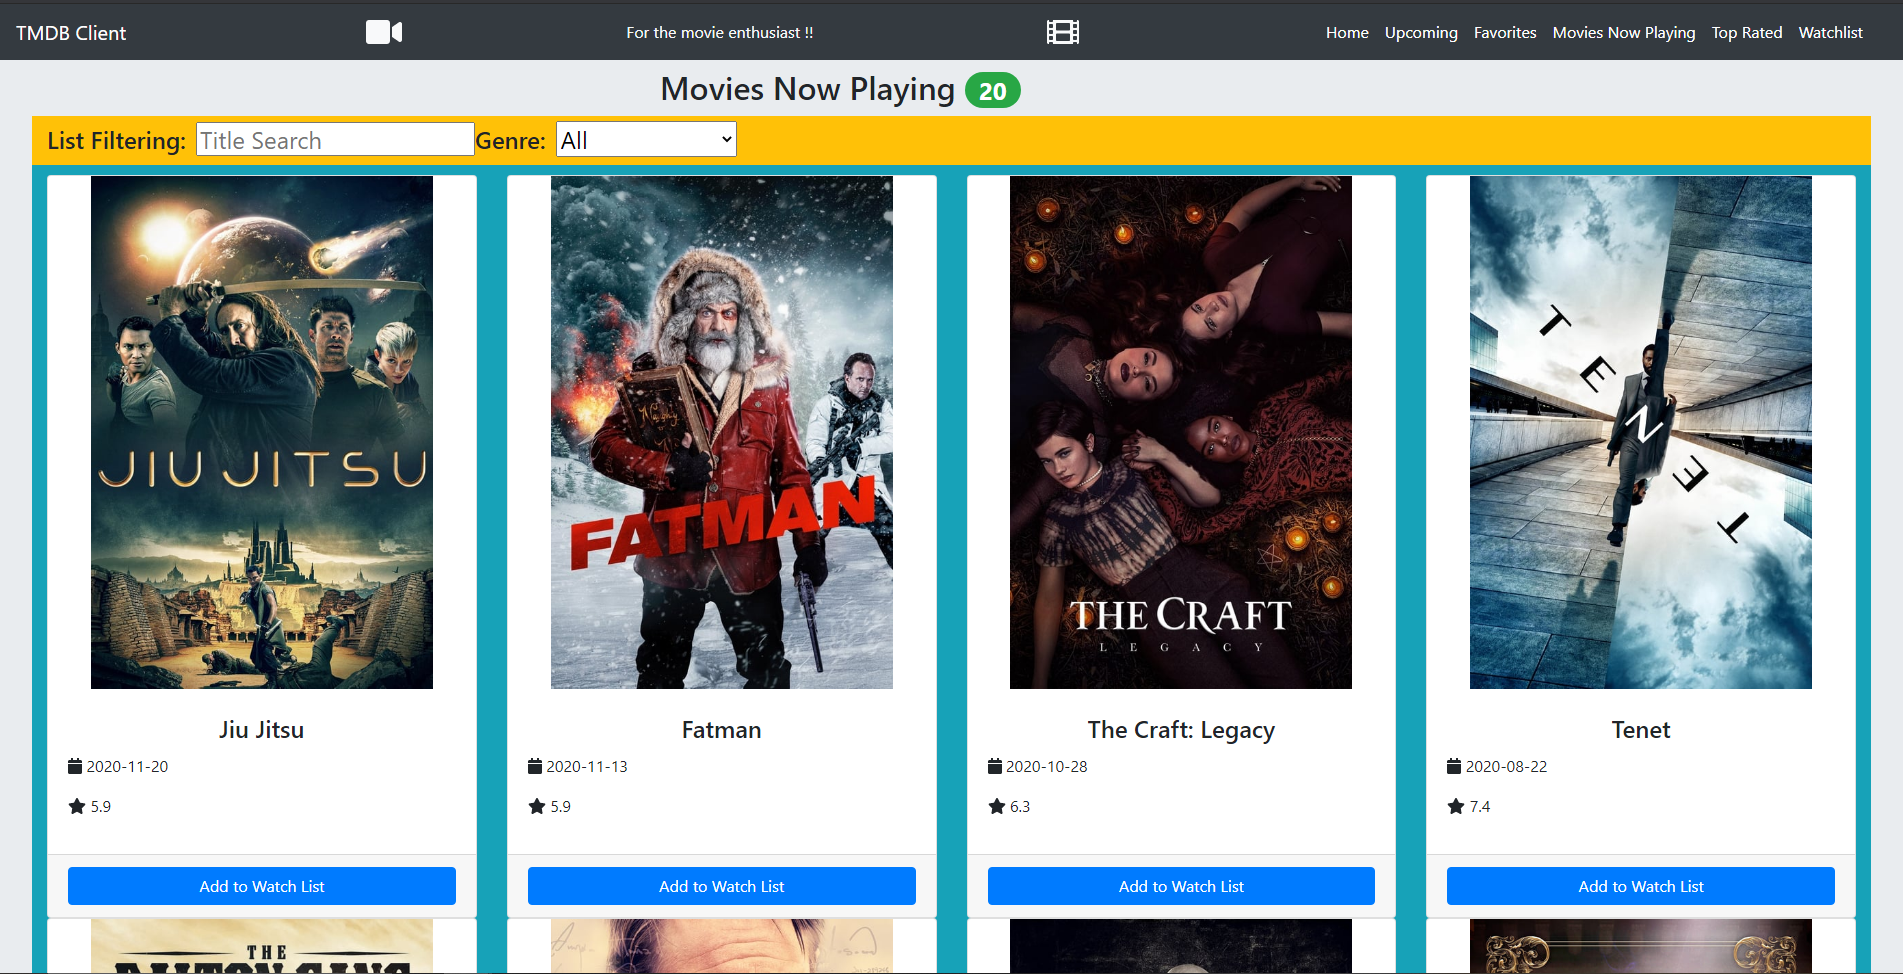 TMDB Client
For the movie enthusiast !!
Home Upcoming Favorites Movies Now Playing Top Rated Watchlist
Movies Now Playing 20
List Filtering: Title Search Genre: All
JIU JITSU
Naughty
FATMAN
THE CRAFT
LEGACY
TENET
Jiu Jitsu
2020-11-20
5.9
Add to Watch List
Fatman
2020-11-13
5.9
Add to Watch List
The Craft: Legacy
2020-10-28
6.3
Add to Watch List
Tenet
2020-08-22
7.4
Add to Watch List
THE